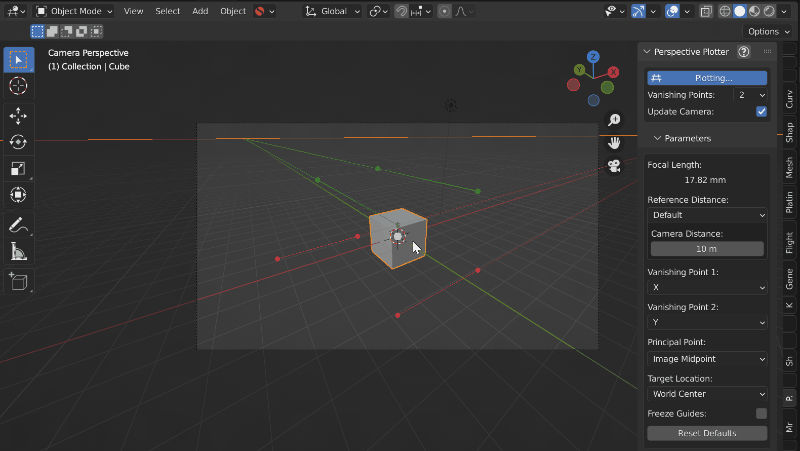 Object Mode View Select Add Object Global
Options
Camera Perspective
(1) Collection | Cube
Z
Y
X
Perspective Plotter
Plotting...
Vanishing Points: 2
Update Camera:
Parameters
Focal Length:
17.82 mm
Reference Distance:
Default
Camera Distance:
10 m
Vanishing Point 1:
X
Vanishing Point 2:
Y
Principal Point:
Image Midpoint
Target Location:
World Center
Freeze Guides:
Reset Defaults
Curv
Shap
Mesh
Platin
Flight
Gene
K
Sh
P.
Mr